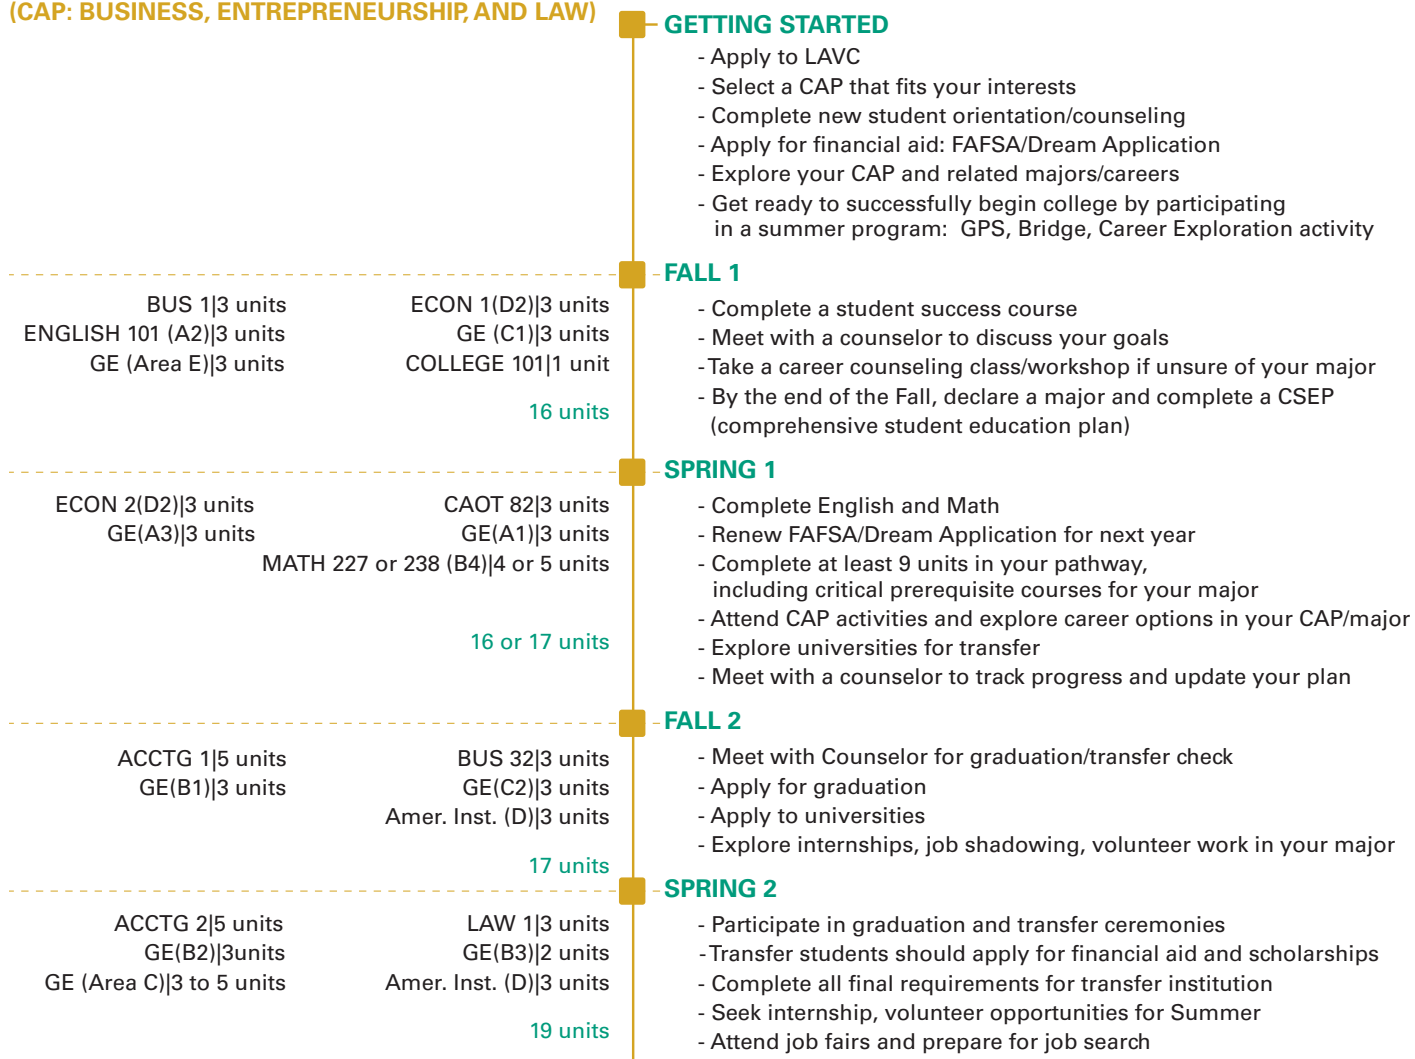 (CAP: BUSINESS, ENTREPRENEURSHIP, AND LAW)
GETTING STARTED
- Apply to LAVC
- Select a CAP that fits your interests
- Complete new student orientation/counseling
- Apply for financial aid: FAFSA/Dream Application
- Explore your CAP and related majors/careers
- Get ready to successfully begin college by participating
in a summer program: GPS, Bridge, Career Exploration activity
FALL 1
BUS 1|3 units ECON 1(D2)|3 units
ENGLISH 101 (A2)|3 units GE (C1)|3 units
GE (Area E)|3 units COLLEGE 101|1 unit
16 units
- Complete a student success course
- Meet with a counselor to discuss your goals
- Take a career counseling class/workshop if unsure of your major
- By the end of the Fall, declare a major and complete a CSEP
(comprehensive student education plan)
SPRING 1
ECON 2(D2)|3 units CAOT 82|3 units
GE(A3)|3 units GE(A1)|3 units
MATH 227 or 238 (B4)|4 or 5 units
16 or 17 units
- Complete English and Math
- Renew FAFSA/Dream Application for next year
- Complete at least 9 units in your pathway,
including critical prerequisite courses for your major
- Attend CAP activities and explore career options in your CAP/major
- Explore universities for transfer
- Meet with a counselor to track progress and update your plan
FALL 2
ACCTG 1|5 units BUS 32|3 units
GE(B1)|3 units GE(C2)|3 units
Amer. Inst. (D)|3 units
17 units
- Meet with Counselor for graduation/transfer check
- Apply for graduation
- Apply to universities
- Explore internships, job shadowing, volunteer work in your major
SPRING 2
ACCTG 2|5 units LAW 1|3 units
GE(B2)|3units GE(B3)|2 units
GE (Area C)|3 to 5 units Amer. Inst. (D)|3 units
19 units
- Participate in graduation and transfer ceremonies
- Transfer students should apply for financial aid and scholarships
- Complete all final requirements for transfer institution
- Seek internship, volunteer opportunities for Summer
- Attend job fairs and prepare for job search